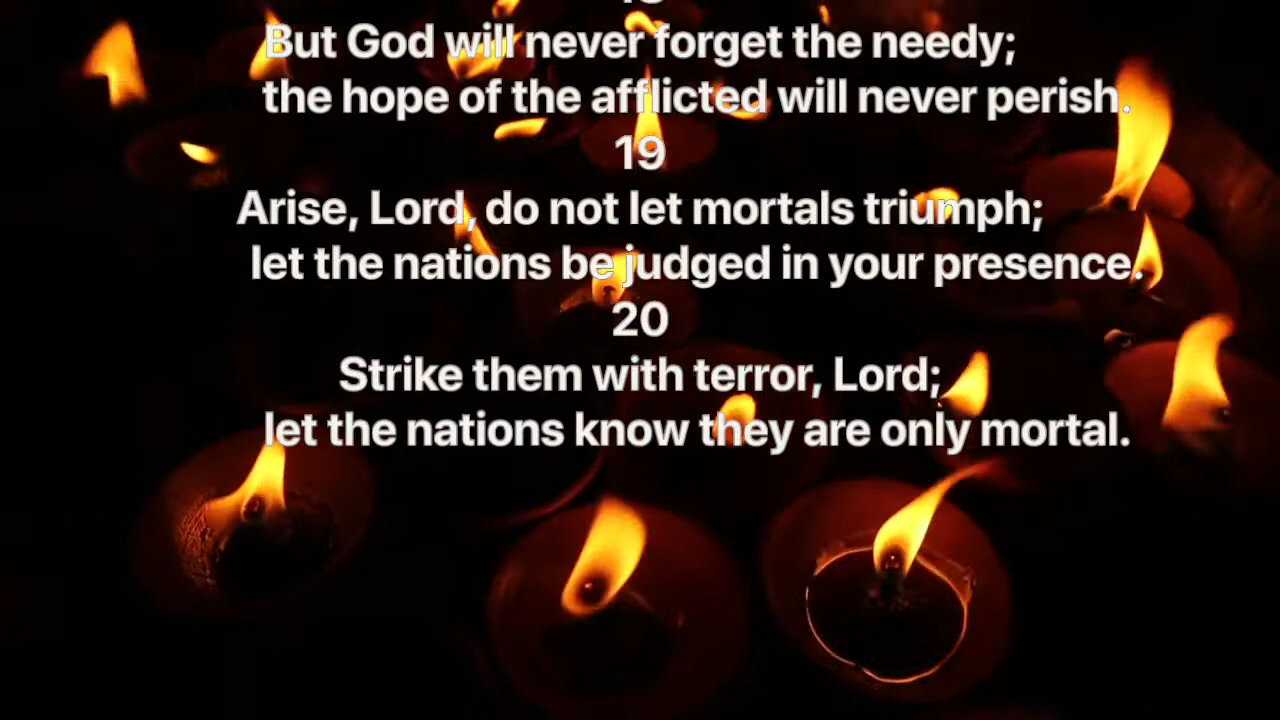 But God will never forget the needy;
the hope of the afflicted will never perish.
19
Arise, Lord, do not let mortals triumph;
let the nations be judged in your presence.
20
Strike them with terror, Lord;
let the nations know they are only mortal.